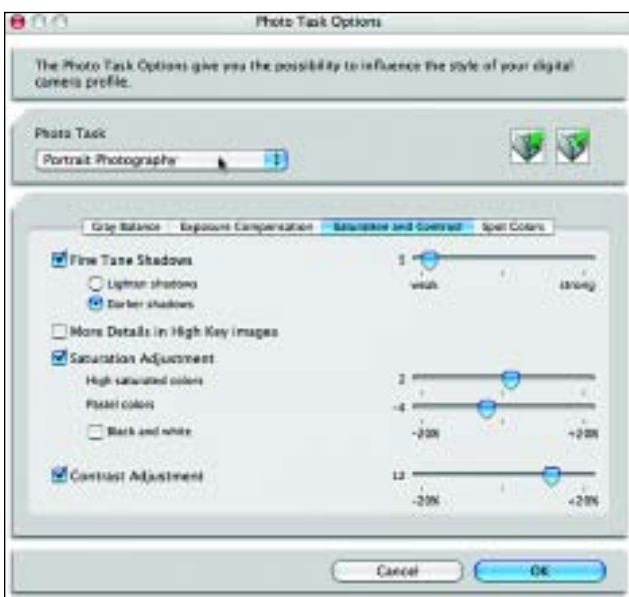 Photo Task Options
The Photo Task Options give you the possibility to influence the style of your digital
camera profile.
Photo Task
Portrait Photography
Gray Balance Exposure Compensation Saturation and Contrast Spot Colors
Fine Tune Shadows
weak strong
Lighten shadows
Darker shadows
More Details in High Key images
Saturation Adjustment
High saturated colors 2
Pastel colors -4
Black and white -20% +20%
Contrast Adjustment 12
-20% +20%
Cancel OK